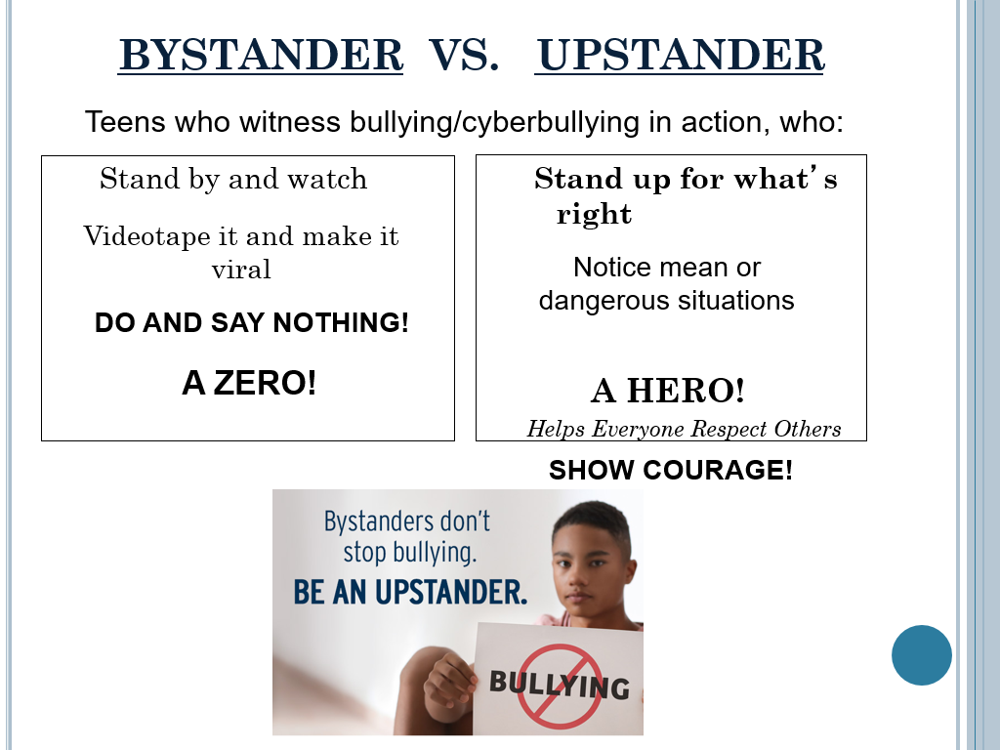 BYSTANDER VS. UPSTANDER
Teens who witness bullying/cyberbullying in action, who:
Stand by and watch
Videotape it and make it
viral
DO AND SAY NOTHING!
A ZERO!
Stand up for what’s
right
Notice mean or
dangerous situations
A HERO!
Helps Everyone Respect Others
SHOW COURAGE!
Bystanders don’t
stop bullying.
BE AN UPSTANDER.
BULLYING